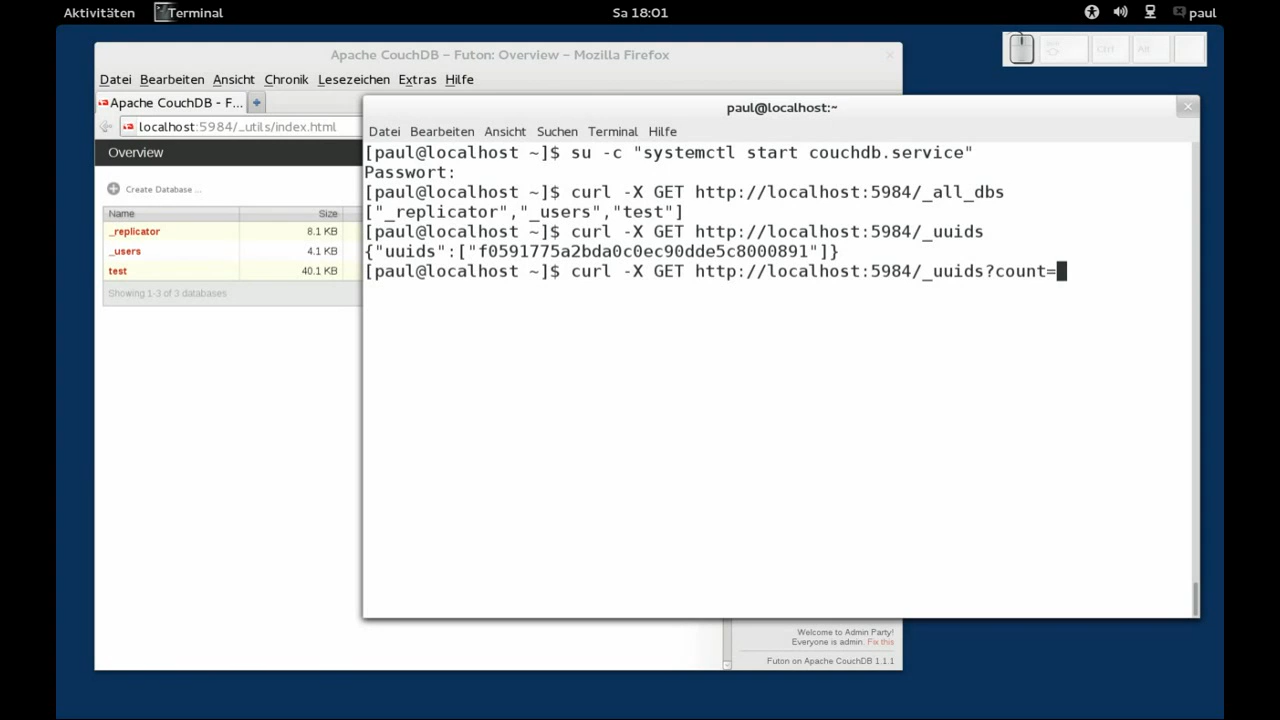 Aktivitäten Terminal Sa 18:01 paul
Apache CouchDB – Futon: Overview – Mozilla Firefox
Datei Bearbeiten Ansicht Chronik Lesezeichen Extras Hilfe
Apache CouchDB - F...
localhost:5984/_utils/index.html
Overview
Create Database ...
Name Size
_replicator 8.1 KB
_users 4.1 KB
test 40.1 KB
Showing 1-3 of 3 databases
paul@localhost:~
Datei Bearbeiten Ansicht Suchen Terminal Hilfe
[paul@localhost ~]$ su -c "systemctl start couchdb.service"
Passwort:
[paul@localhost ~]$ curl -X GET http://localhost:5984/_all_dbs
["_replicator","_users","test"]
[paul@localhost ~]$ curl -X GET http://localhost:5984/_uuids
{"uuids":["f0591775a2bda0c0ec90dde5c8000891"]}
[paul@localhost ~]$ curl -X GET http://localhost:5984/_uuids?count=
Welcome to Admin Party!
Everyone is admin. Fix this
Futon on Apache CouchDB 1.1.1
Ctrl Alt